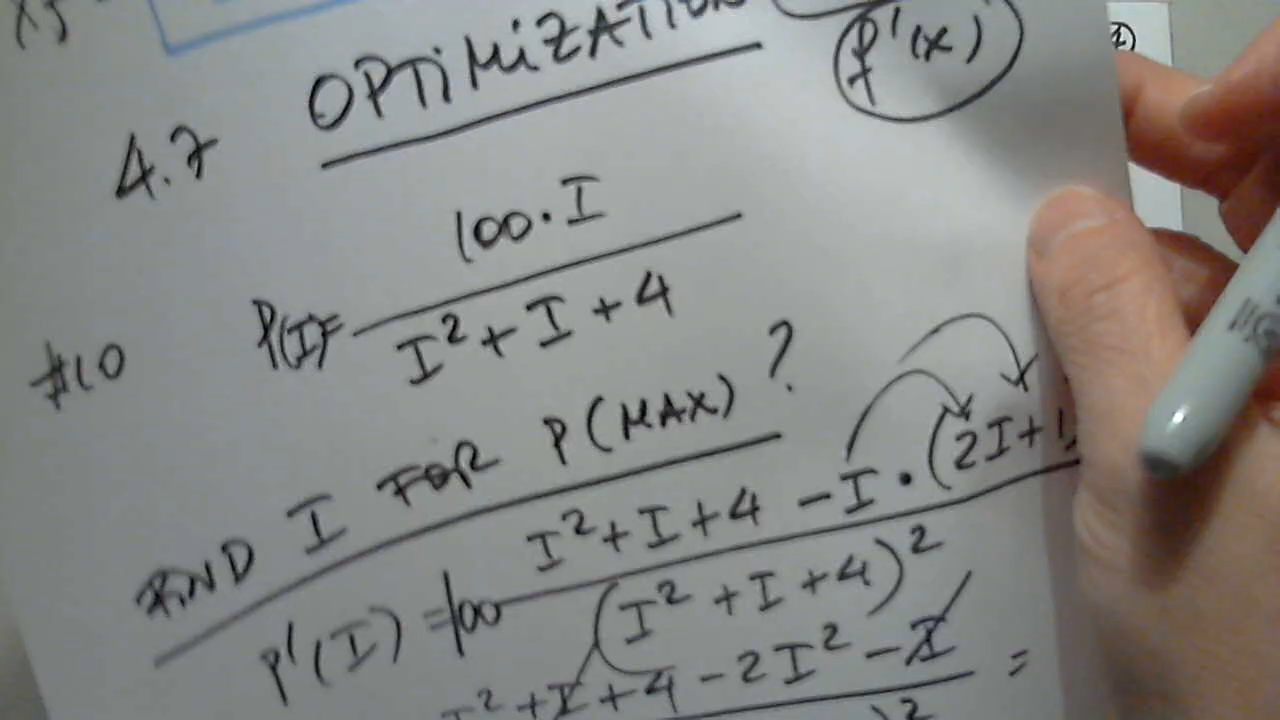 4.7 OPTIMIZATION
f'(x)
#10 P(I)= 100·I / I²+I+4
FIND I FOR P(MAX)?
P'(I)=100 I²+I+4 -I·(2I+1) / (I²+I+4)²
I²+I+4-2I²-I =